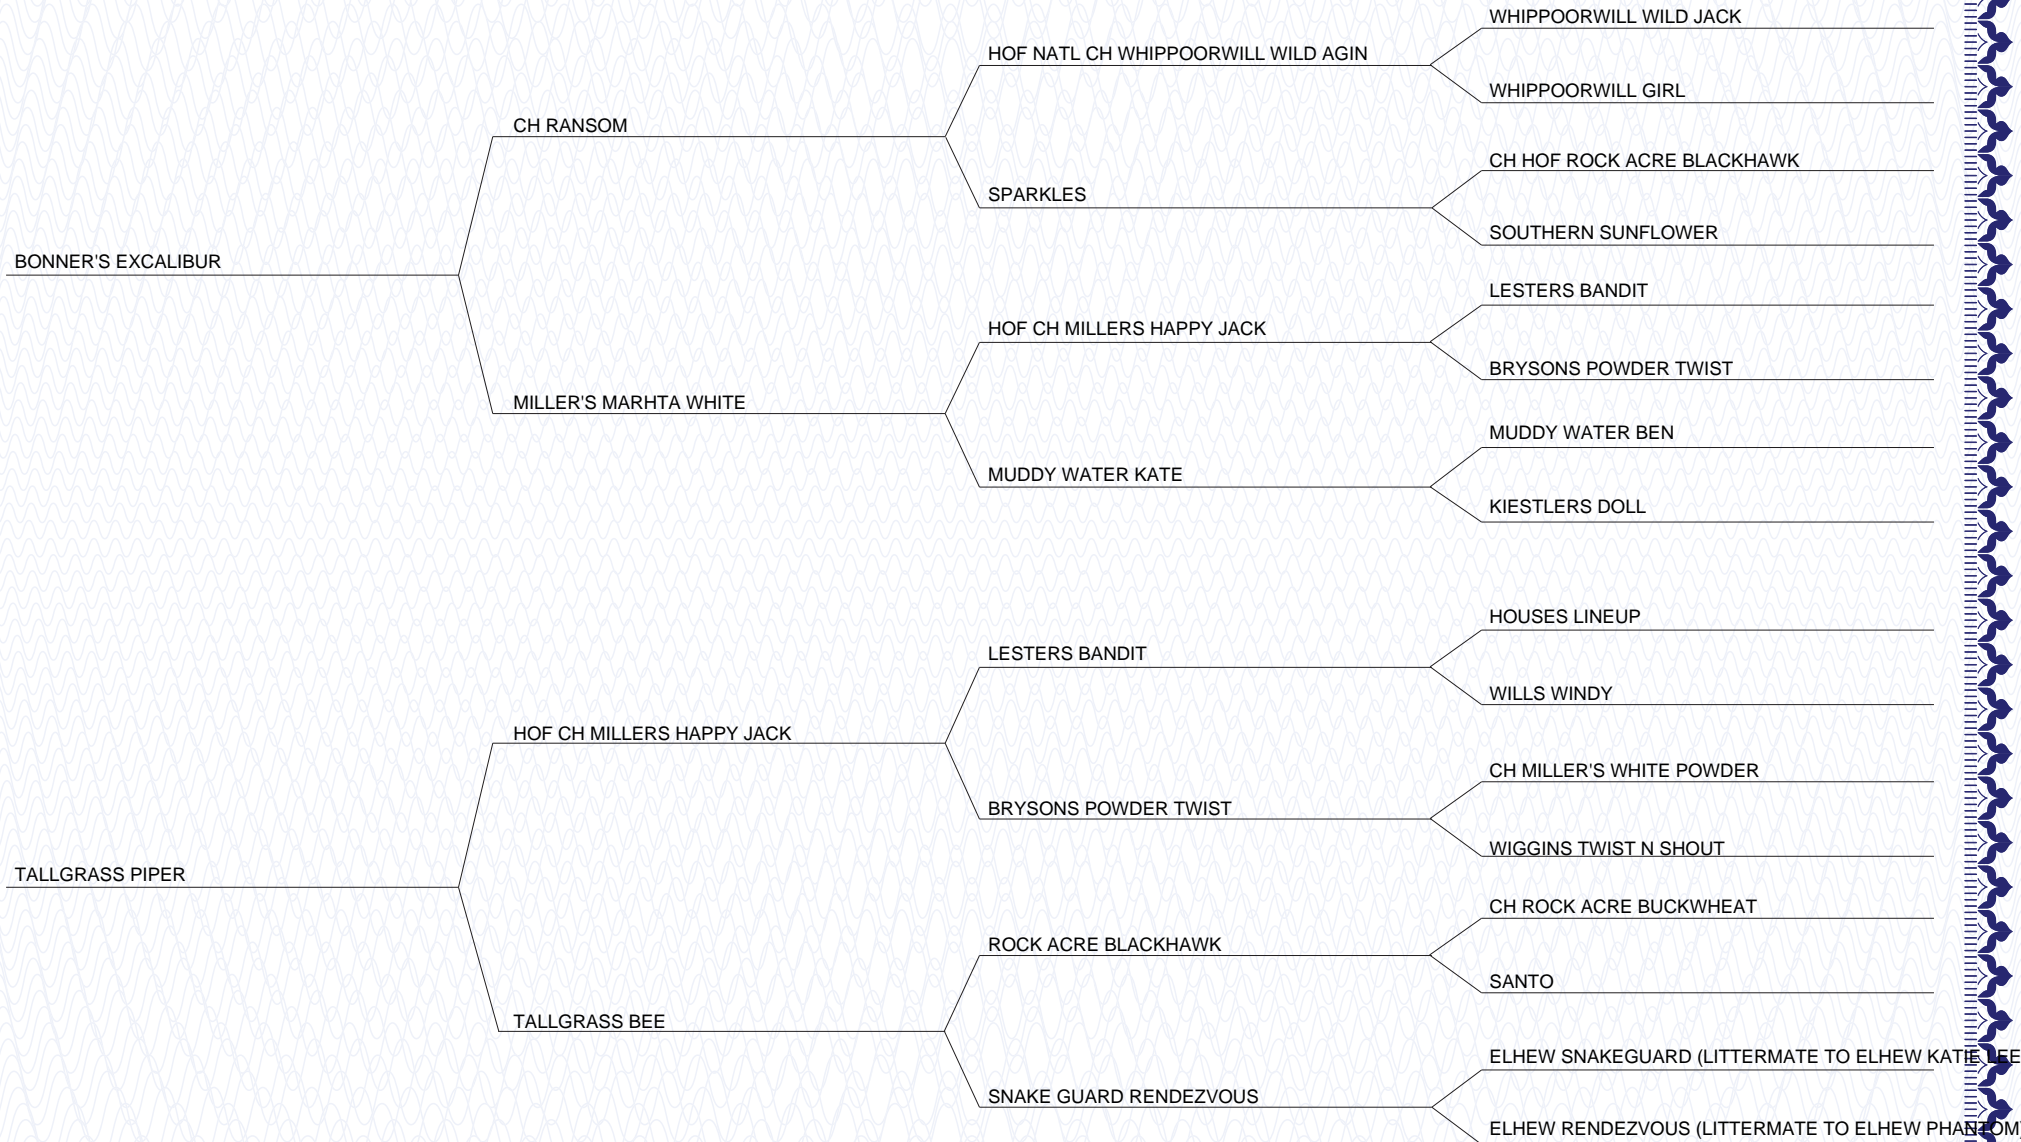 WHIPPOORWILL WILD JACK
HOF NATL CH WHIPPOORWILL WILD AGIN
WHIPPOORWILL GIRL
CH RANSOM
CH HOF ROCK ACRE BLACKHAWK
SPARKLES
SOUTHERN SUNFLOWER
BONNER'S EXCALIBUR
LESTERS BANDIT
HOF CH MILLERS HAPPY JACK
BRYSONS POWDER TWIST
MILLER'S MARHTA WHITE
MUDDY WATER BEN
MUDDY WATER KATE
KIESTLERS DOLL
HOUSES LINEUP
LESTERS BANDIT
WILLS WINDY
HOF CH MILLERS HAPPY JACK
CH MILLER'S WHITE POWDER
BRYSONS POWDER TWIST
WIGGINS TWIST N SHOUT
TALLGRASS PIPER
CH ROCK ACRE BUCKWHEAT
ROCK ACRE BLACKHAWK
SANTO
TALLGRASS BEE
ELHEW SNAKEGUARD (LITTERMATE TO ELHEW KATIE LEE
SNAKE GUARD RENDEZVOUS
ELHEW RENDEZVOUS (LITTERMATE TO ELHEW PHANTOM)